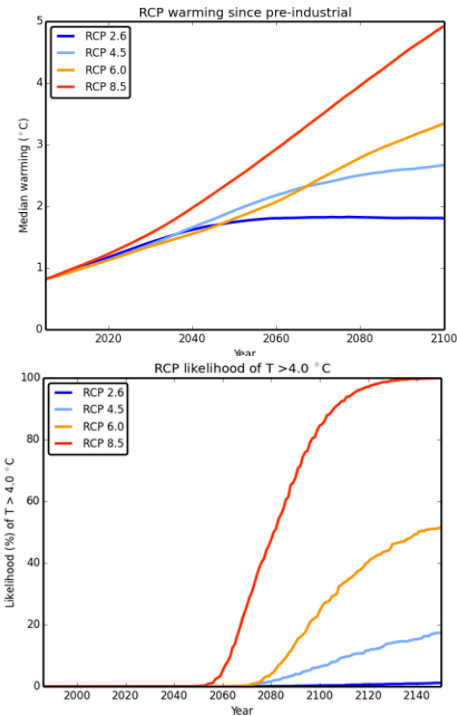 RCP warming since pre-industrial
5
4
3
2
1
0
Median warming (°C)
RCP 2.6
RCP 4.5
RCP 6.0
RCP 8.5
2020 2040 2060 2080 2100
Year
RCP likelihood of T >4.0 °C
100
80
60
40
20
0
Likelihood (%) of T > 4.0 °C
RCP 2.6
RCP 4.5
RCP 6.0
RCP 8.5
2000 2020 2040 2060 2080 2100 2120 2140
Year